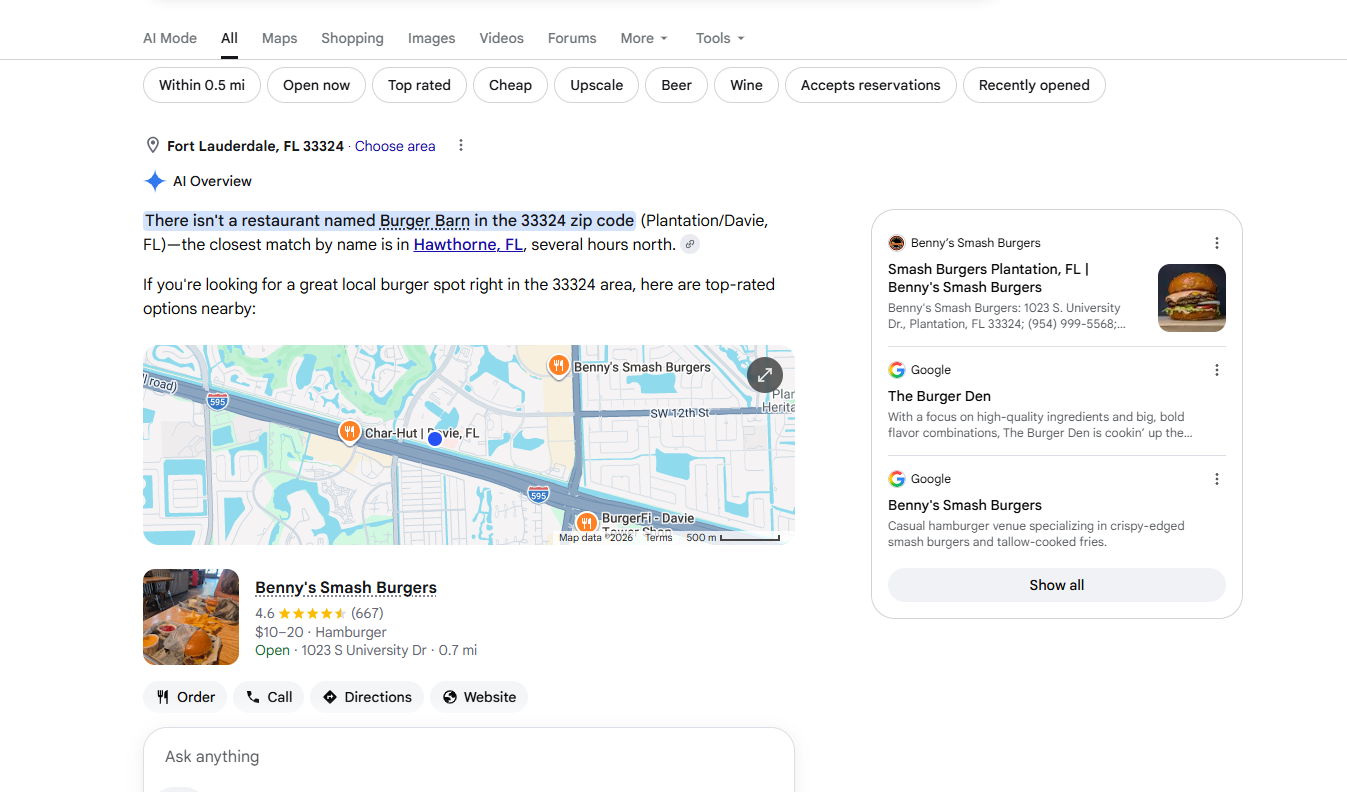 AI Mode
All
Maps
Shopping
Images
Videos
Forums
More
Tools
Within 0.5 mi
Open now
Top rated
Cheap
Upscale
Beer
Wine
Accepts reservations
Recently opened
Fort Lauderdale, FL 33324 · Choose area
AI Overview
There isn't a restaurant named Burger Barn in the 33324 zip code (Plantation/Davie,
FL)—the closest match by name is in Hawthorne, FL, several hours north.
If you're looking for a great local burger spot right in the 33324 area, here are top-rated
options nearby:
Benny's Smash Burgers
SW 12th St
road)
595
Char-Hut | Davie, FL
595
BurgerFi - Davie
Map data ©2026 Terms 500 m
Benny's Smash Burgers
4.6 (667)
$10–20 · Hamburger
Open · 1023 S University Dr · 0.7 mi
Order
Call
Directions
Website
Ask anything
Benny's Smash Burgers
Smash Burgers Plantation, FL |
Benny's Smash Burgers
Benny's Smash Burgers: 1023 S. University
Dr., Plantation, FL 33324; (954) 999-5568;...
Google
The Burger Den
With a focus on high-quality ingredients and big, bold
flavor combinations, The Burger Den is cookin' up the...
Google
Benny's Smash Burgers
Casual hamburger venue specializing in crispy-edged
smash burgers and tallow-cooked fries.
Show all